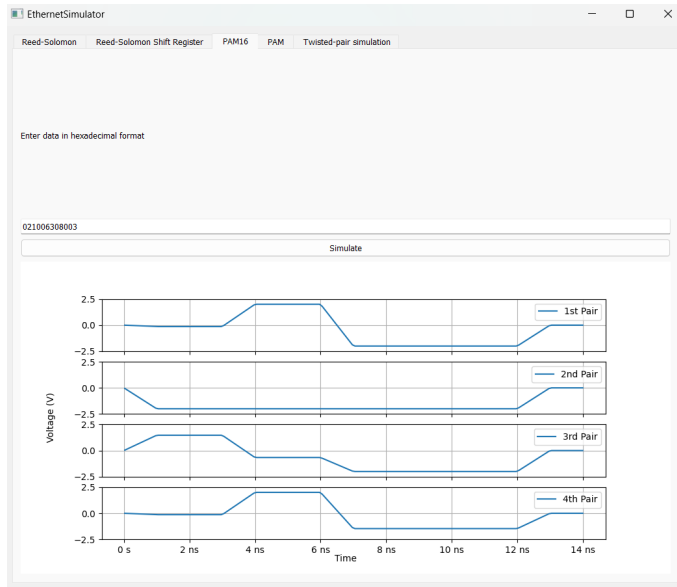 EthernetSimulator
Reed-Solomon Reed-Solomon Shift Register PAM16 PAM Twisted-pair simulation
Enter data in hexadecimal format
021006308003
Simulate
2.5
0.0
−2.5
1st Pair
2.5
0.0
−2.5
2nd Pair
2.5
0.0
−2.5
3rd Pair
2.5
0.0
−2.5
4th Pair
Voltage (V)
0 s 2 ns 4 ns 6 ns 8 ns 10 ns 12 ns 14 ns
Time